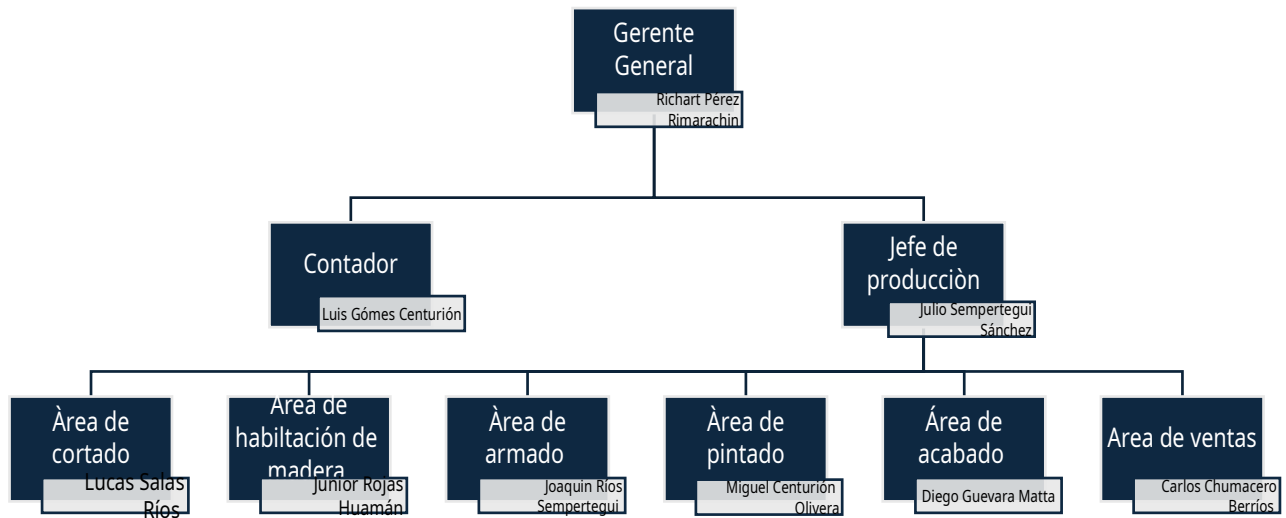 Gerente
General
Richart Pérez
Rimarachin
Contador
Luis Gómes Centurión
Jefe de
producciòn
Julio Sempertegui
Sánchez
Àrea de
cortado
Lucas Salas
Ríos
Área de
habiltación de
madera
Junior Rojas
Huamán
Àrea de
armado
Joaquin Ríos
Sempertegui
Àrea de
pintado
Miguel Centurión
Olivera
Área de
acabado
Diego Guevara Matta
Area de ventas
Carlos Chumacero
Berríos